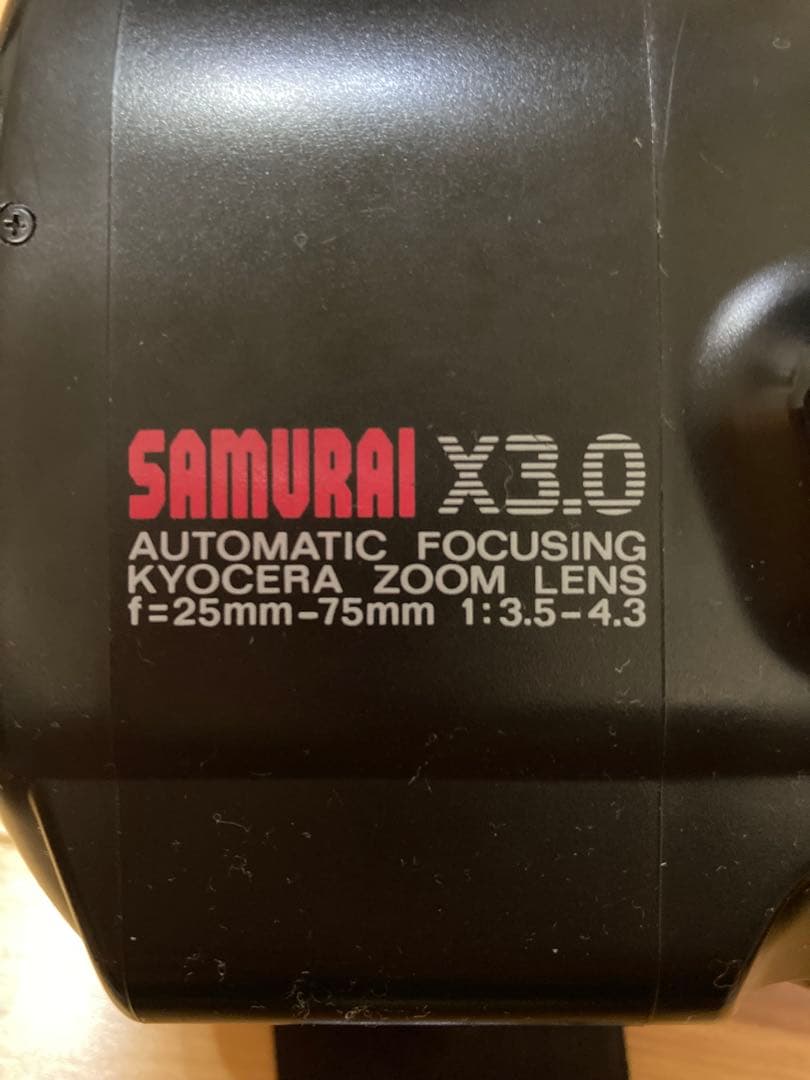 SAMURAI X3.0
AUTOMATIC FOCUSING
KYOCERA ZOOM LENS
f=25mm-75mm 1:3.5-4.3